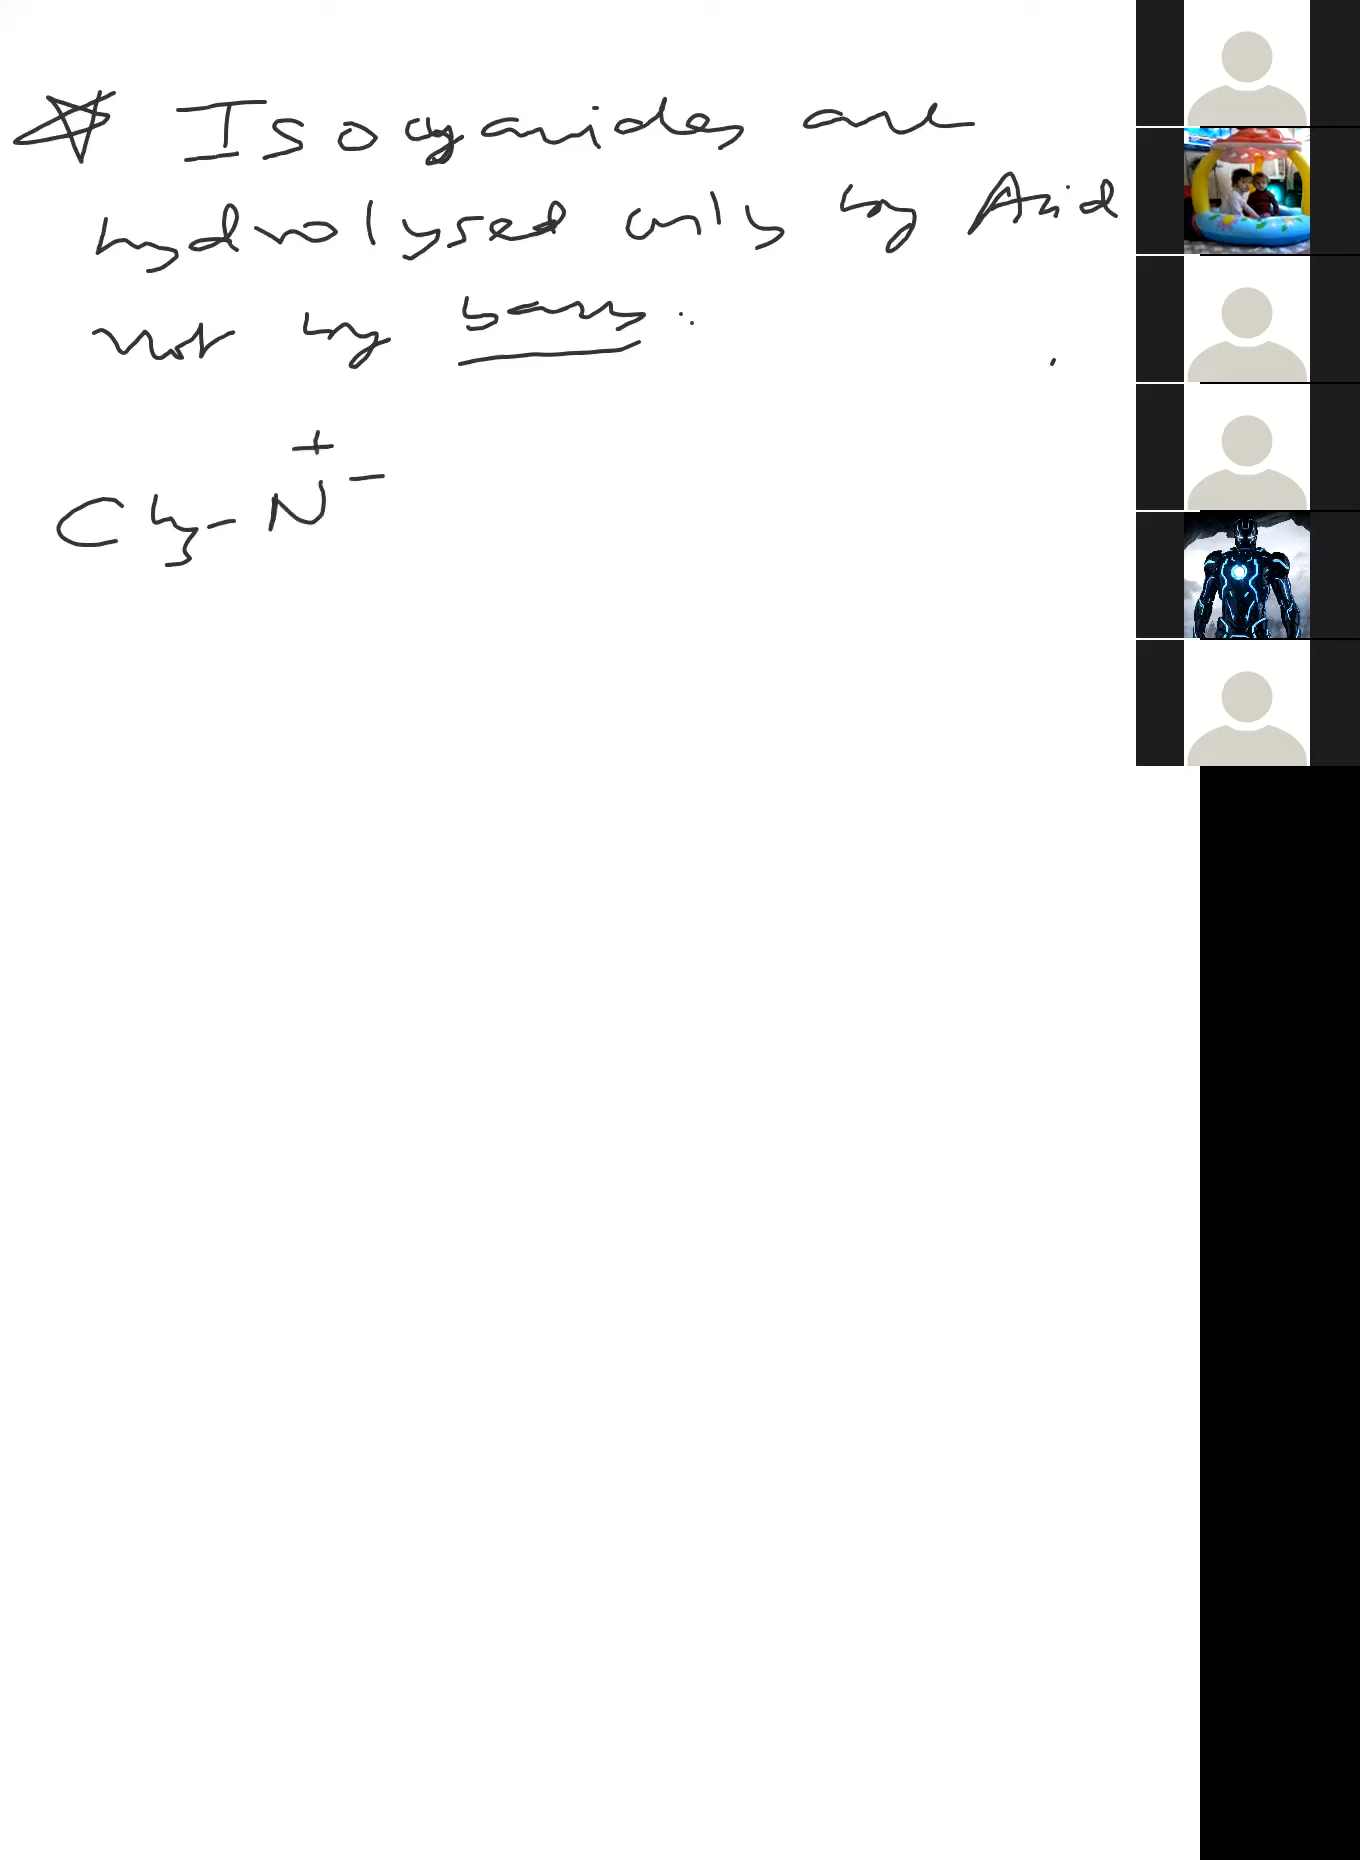 Isocyanides are
hydrolysed only by Acid
not by bases.
CH3-N+-